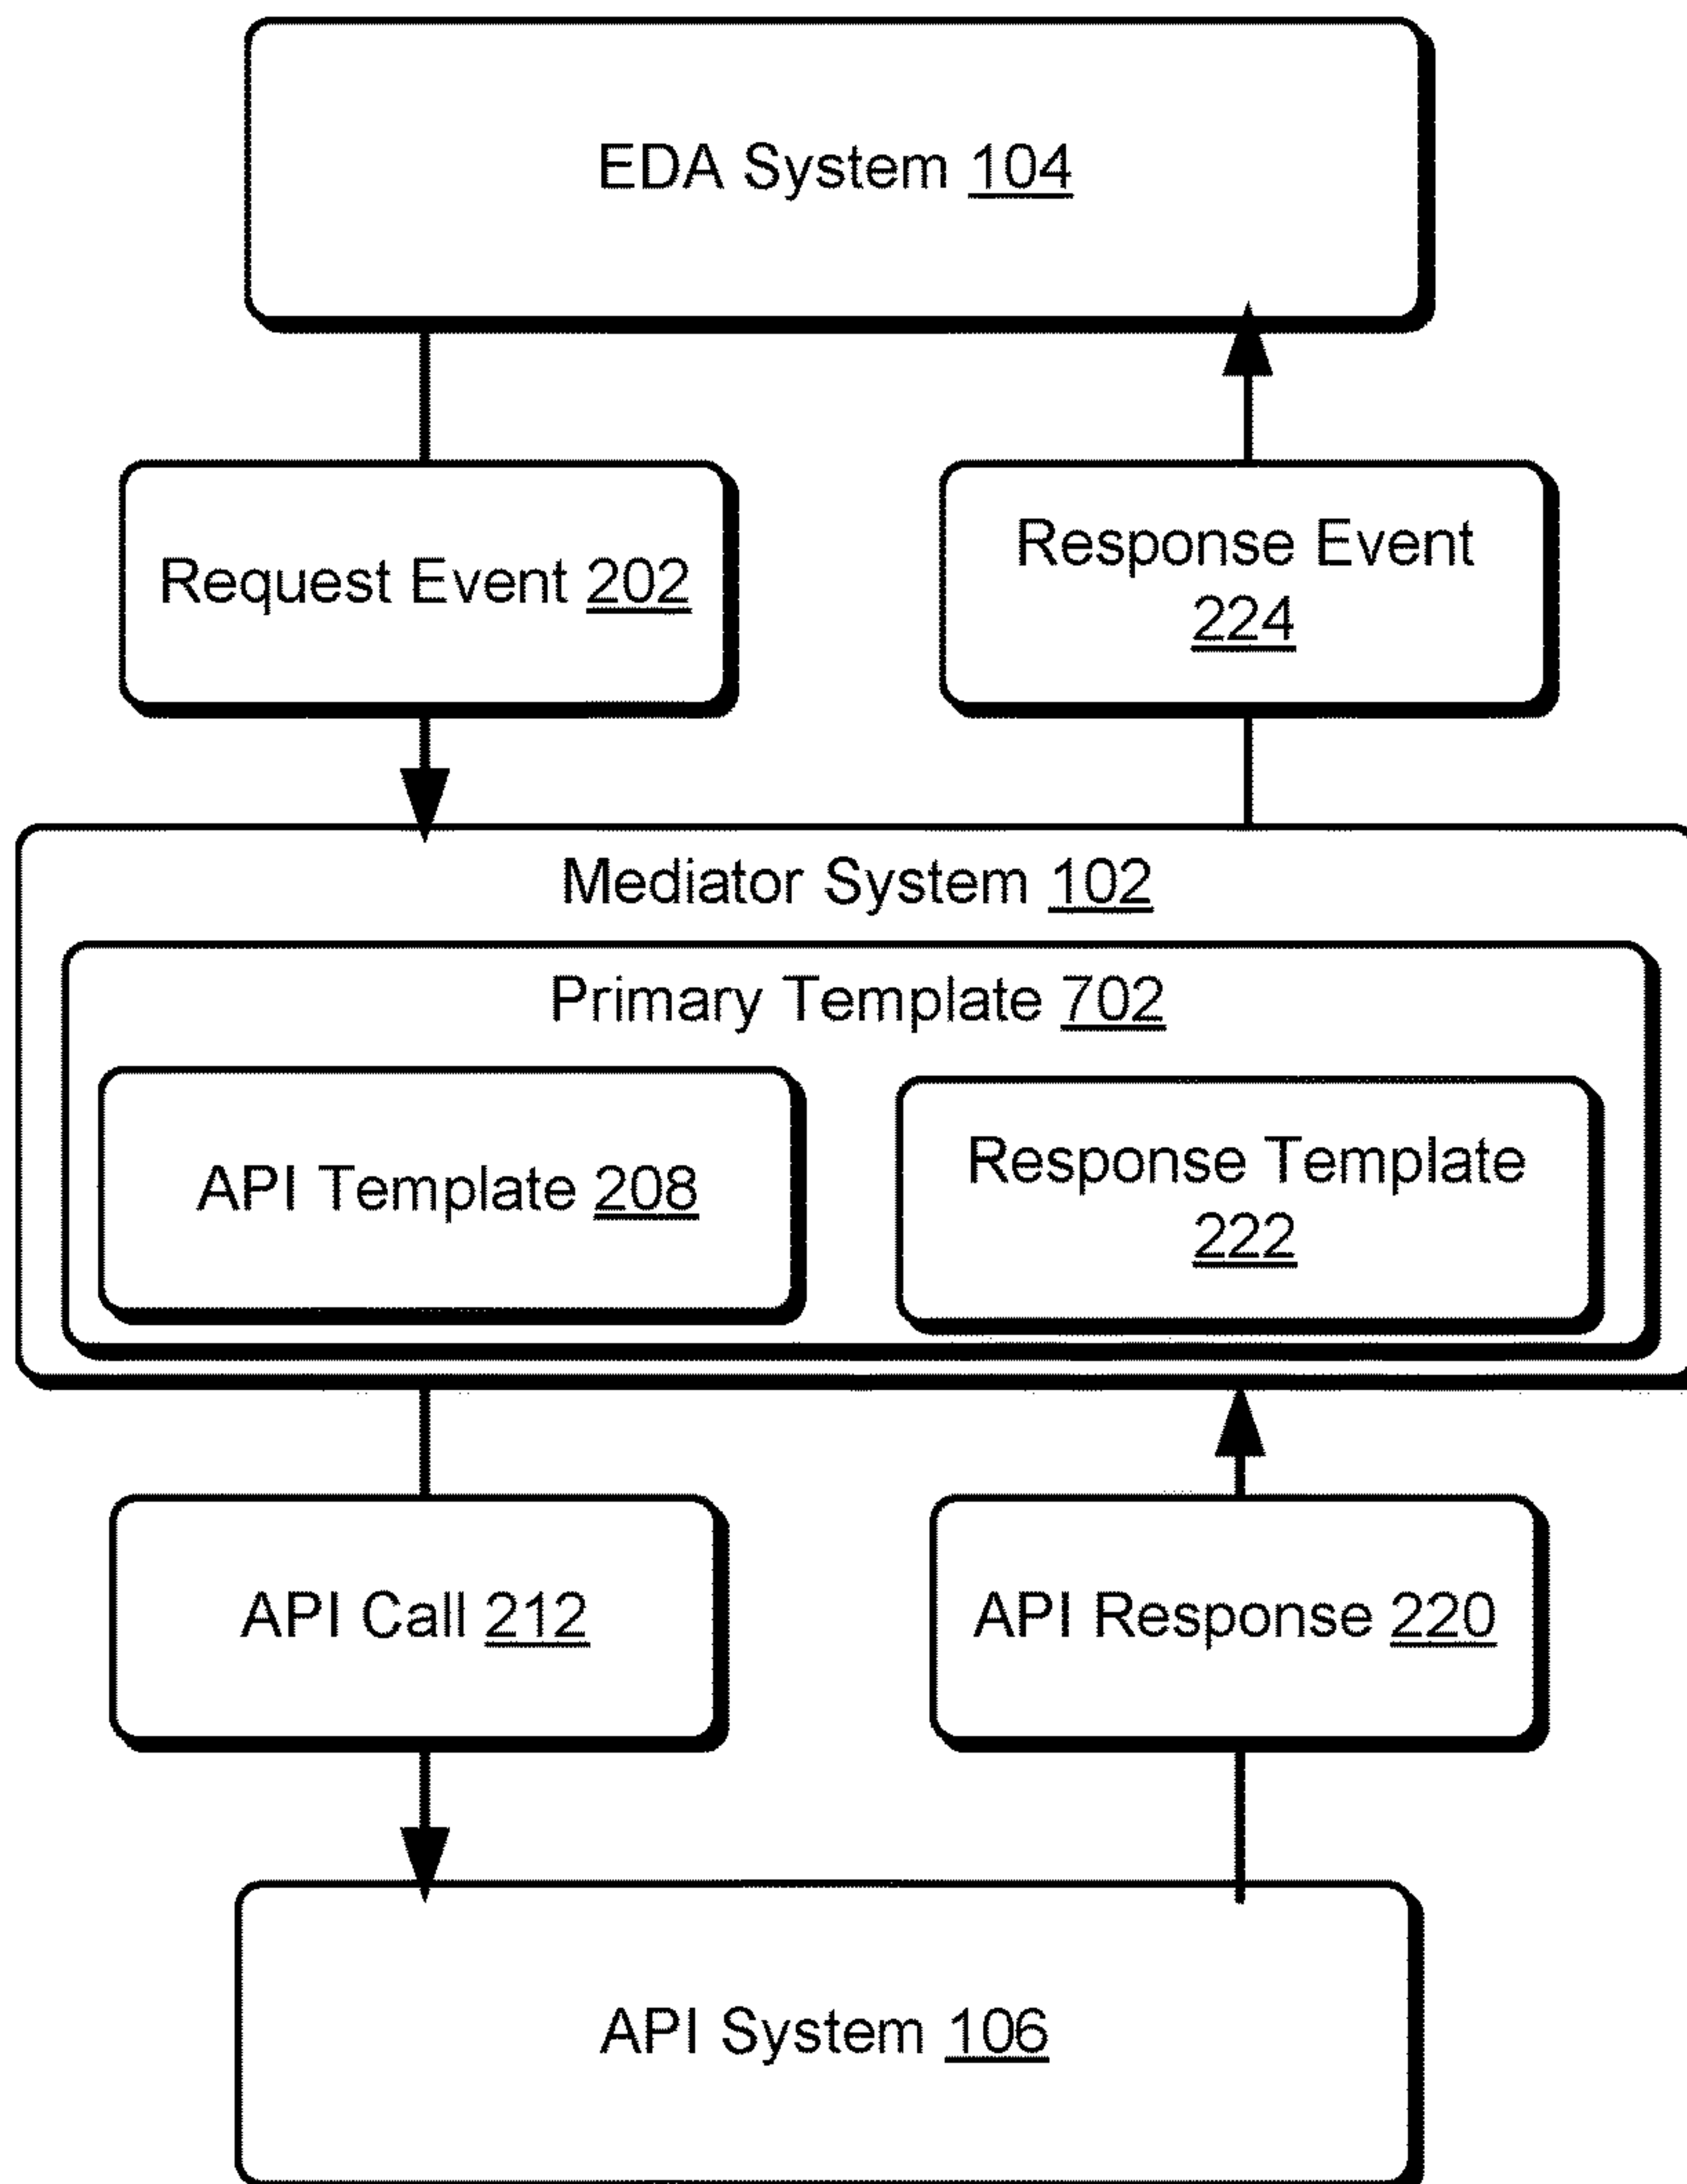 EDA System 104
Request Event 202
Response Event
224
Mediator System 102
Primary Template 702
API Template 208
Response Template
222
API Call 212
API Response 220
API System 106